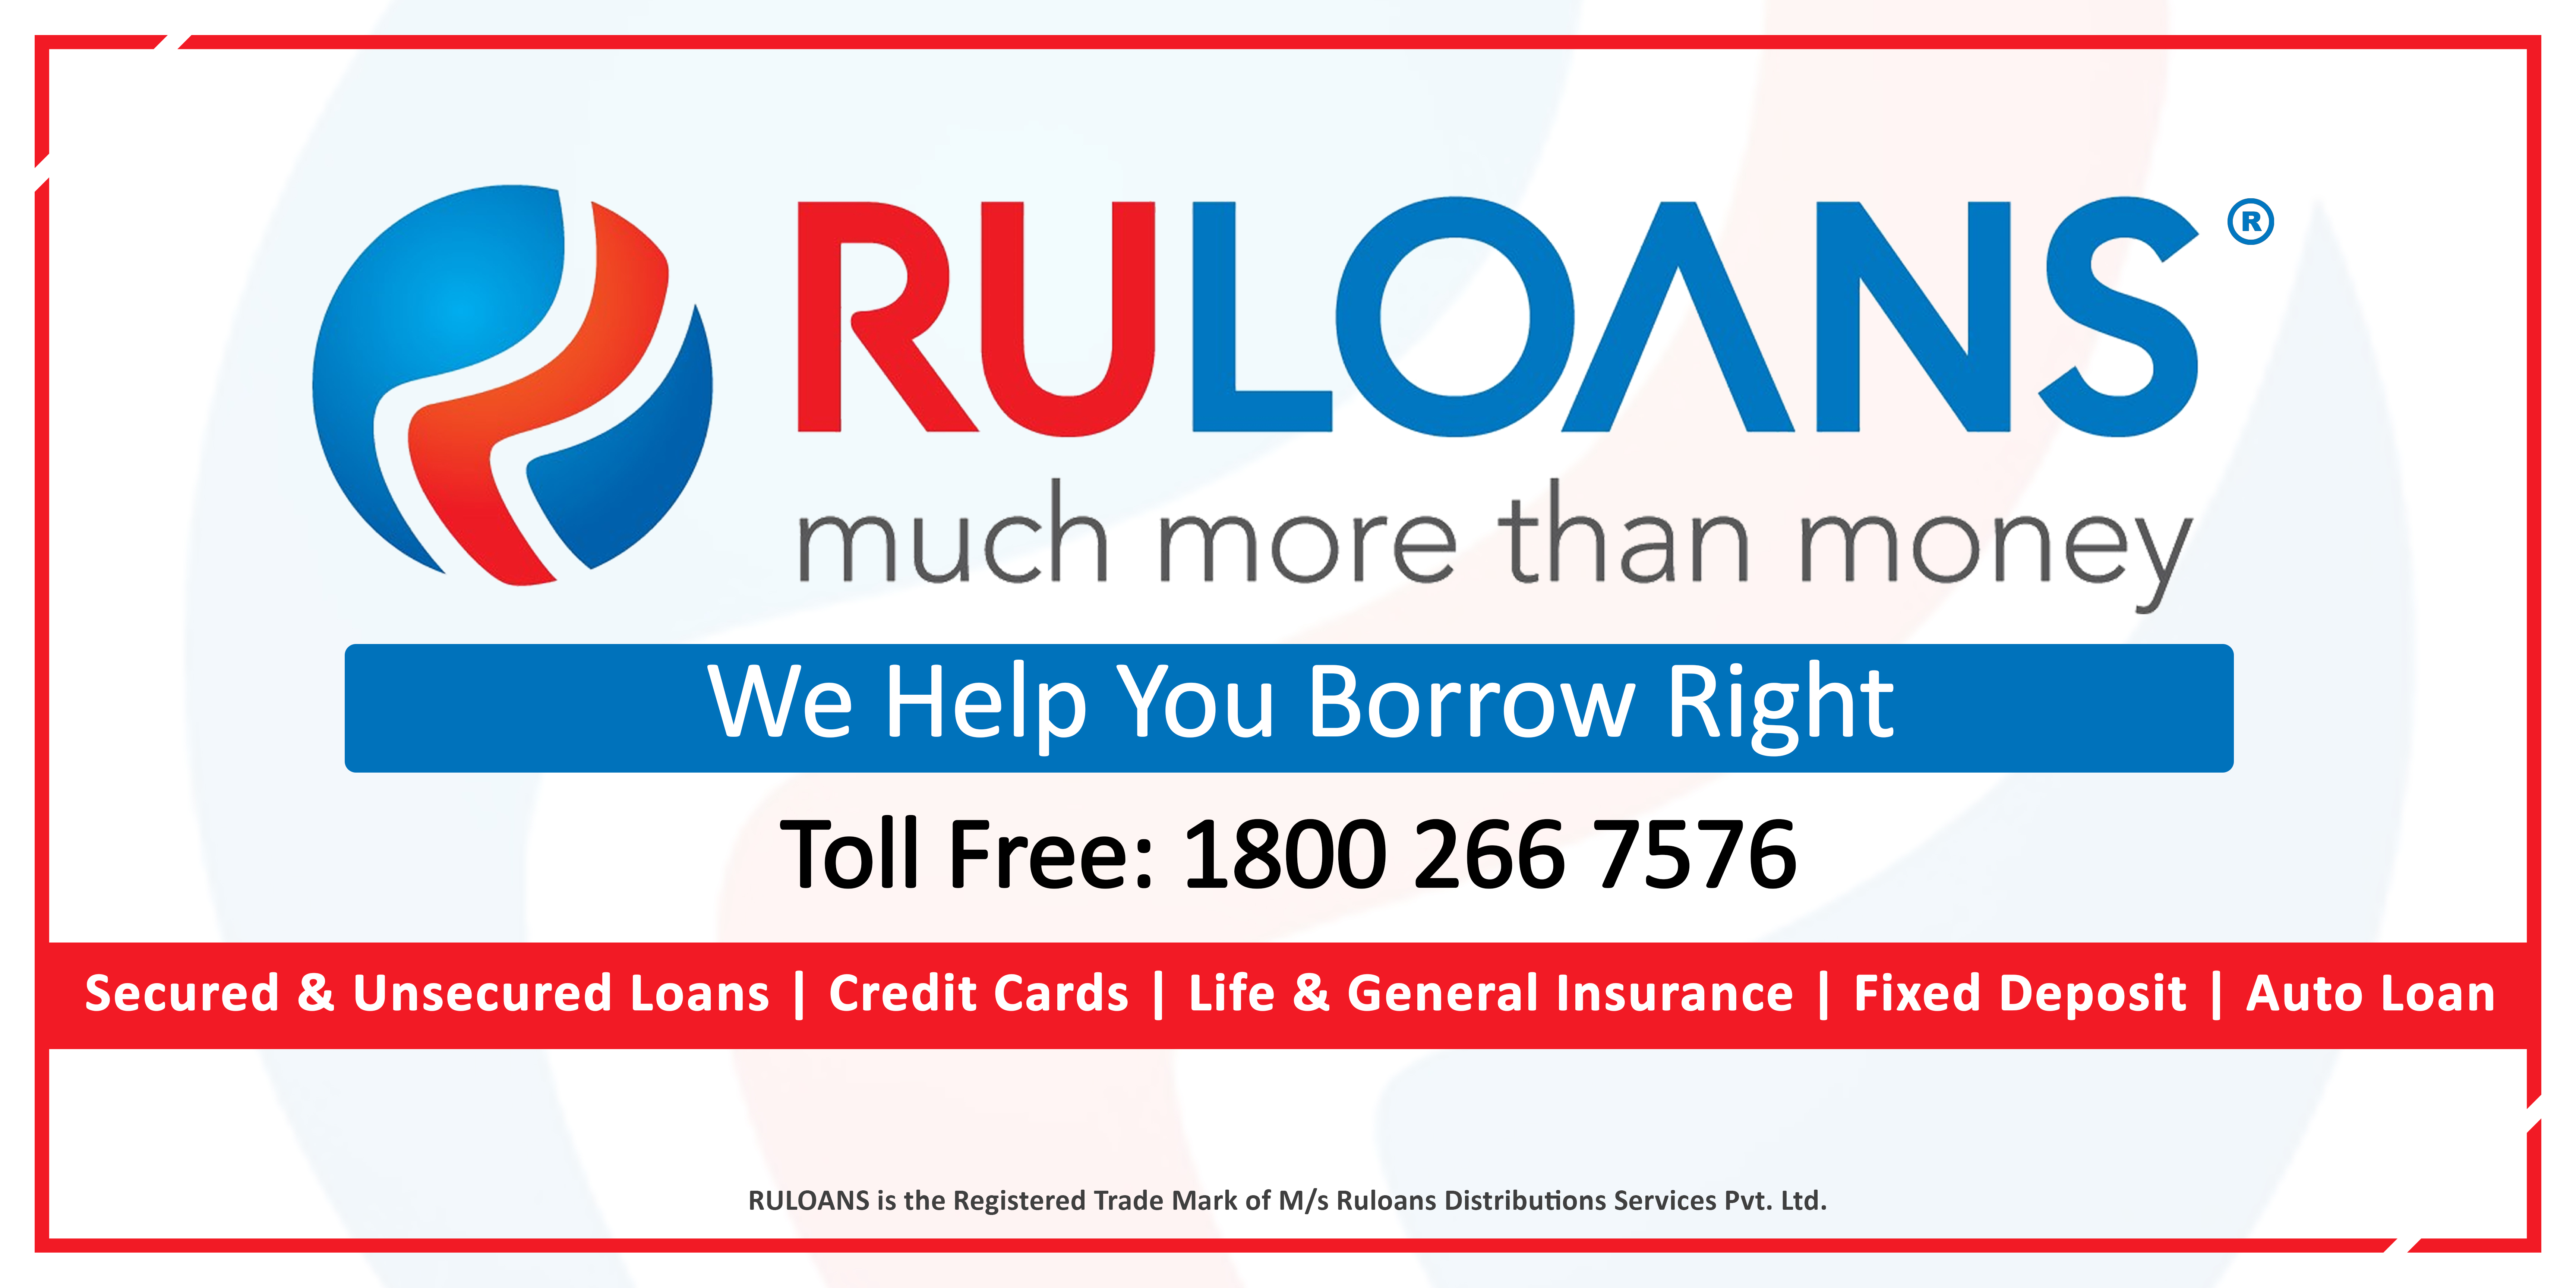 RULOANS®
much more than money
We Help You Borrow Right
Toll Free: 1800 266 7576
Secured & Unsecured Loans | Credit Cards | Life & General Insurance | Fixed Deposit | Auto Loan
RULOANS is the Registered Trade Mark of M/s Ruloans Distributions Services Pvt. Ltd.